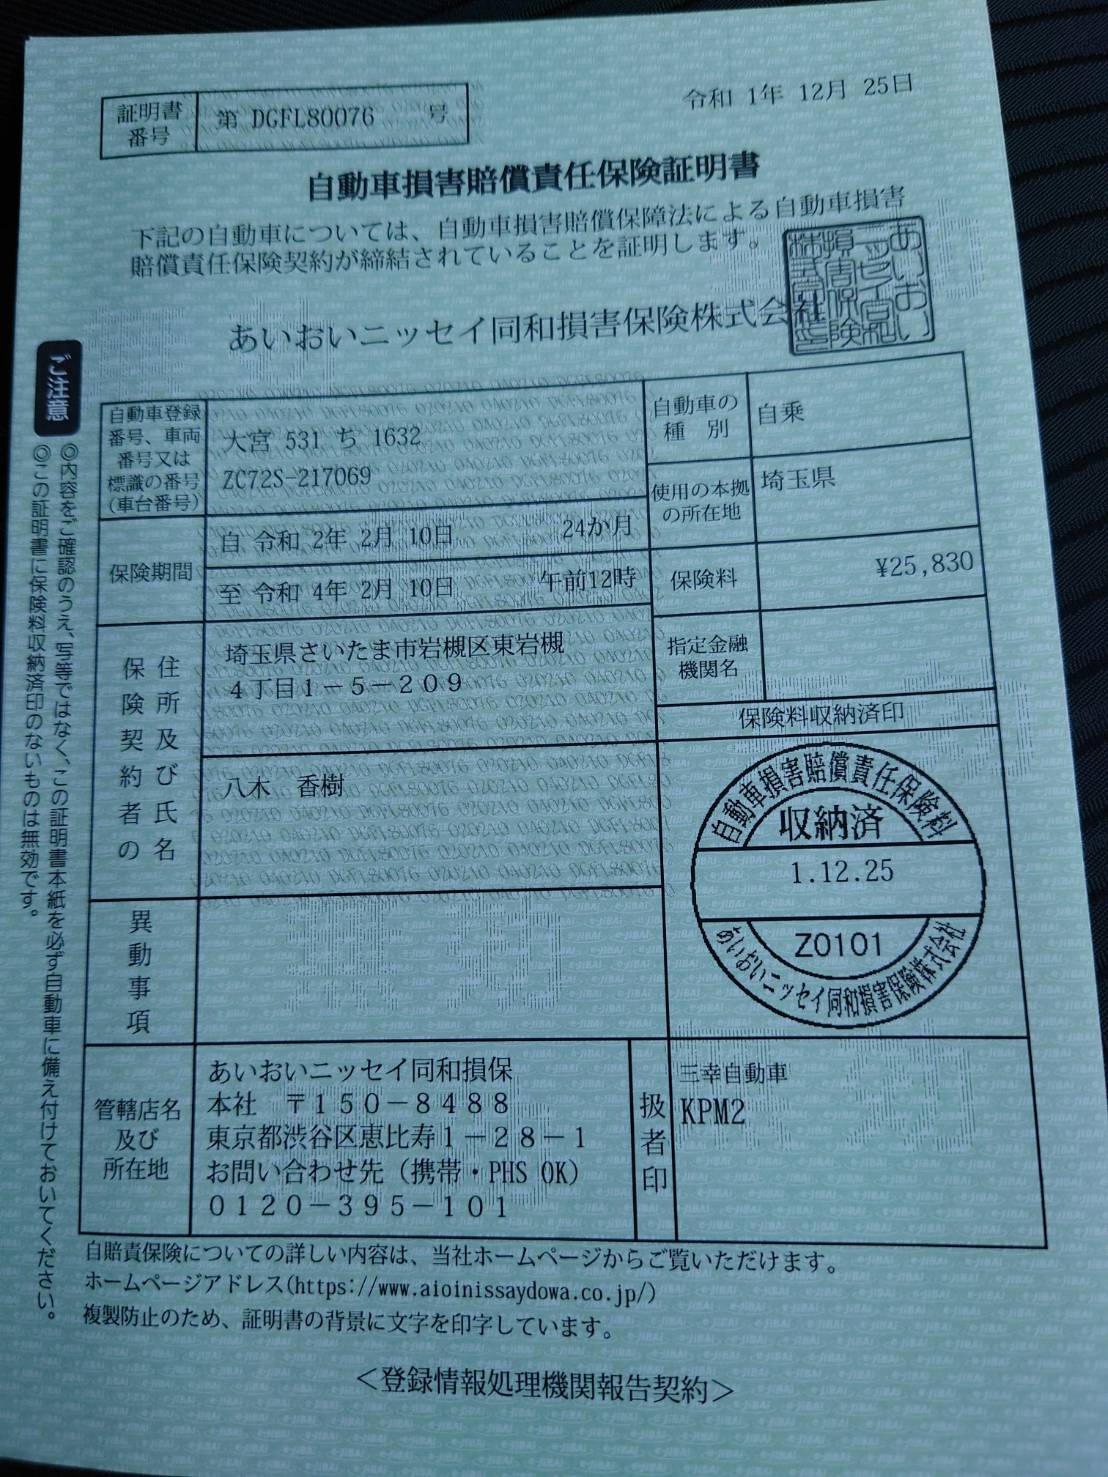 証明書
番号
第 DGFL80076 号
令和 1年 12月 25日
自動車損害賠償責任保険証明書
下記の自動車については、自動車損害賠償保障法による自動車損害
賠償責任保険契約が締結されていることを証明します。
あいおいニッセイ同和損害保険株式会社
ご注意
◎内容をご確認のうえ、写等ではなく、この証明書本紙を必ず自動車に備え付けておいてください。
◎この証明書に保険料収納済印のないものは無効です。
自動車登録
番号、車両
番号又は
標識の番号
(車台番号)
大宮 531 ち 1632
ZC72S-217069
自動車の
種 別
自乗
使用の本拠
の所在地
埼玉県
保険期間
自 令和 2年 2月 10日 24か月
至 令和 4年 2月 10日 午前12時
保険料
¥25,830
指定金融
機関名
保険契約者の
住所及び氏名
埼玉県さいたま市岩槻区東岩槻
４丁目１－５－２０９
八木 香樹
保険料収納済印
自動車損害賠償責任保険料
収納済
1.12.25
Z0101
あいおいニッセイ同和損害保険株式会社
異動事項
管轄店名
及び
所在地
あいおいニッセイ同和損保
本社 〒１５０－８４８８
東京都渋谷区恵比寿１－２８－１
お問い合わせ先（携帯・PHS OK）
０１２０－３９５－１０１
扱者印
三幸自動車
KPM2
自賠責保険についての詳しい内容は、当社ホームページからご覧いただけます。
ホームページアドレス(https://www.aioinissaydowa.co.jp/)
複製防止のため、証明書の背景に文字を印字しています。
＜登録情報処理機関報告契約＞